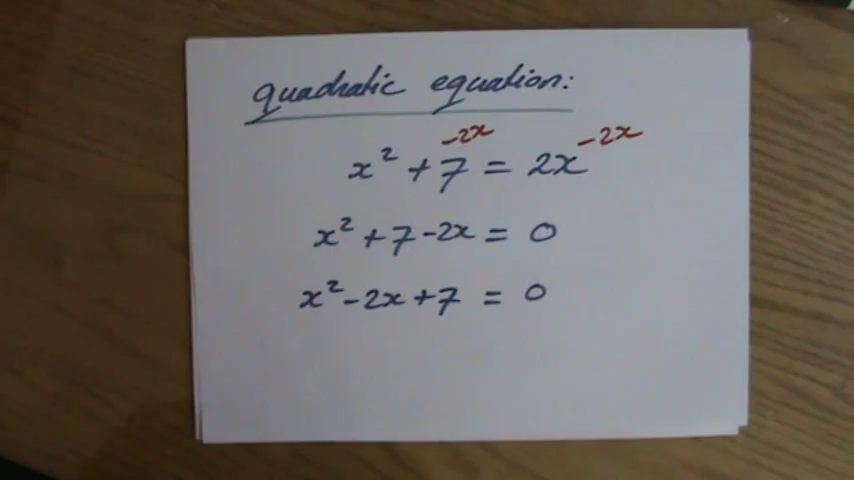 quadratic equation:
-2x -2x
x² + 7 = 2x
x² + 7 - 2x = 0
x² - 2x + 7 = 0